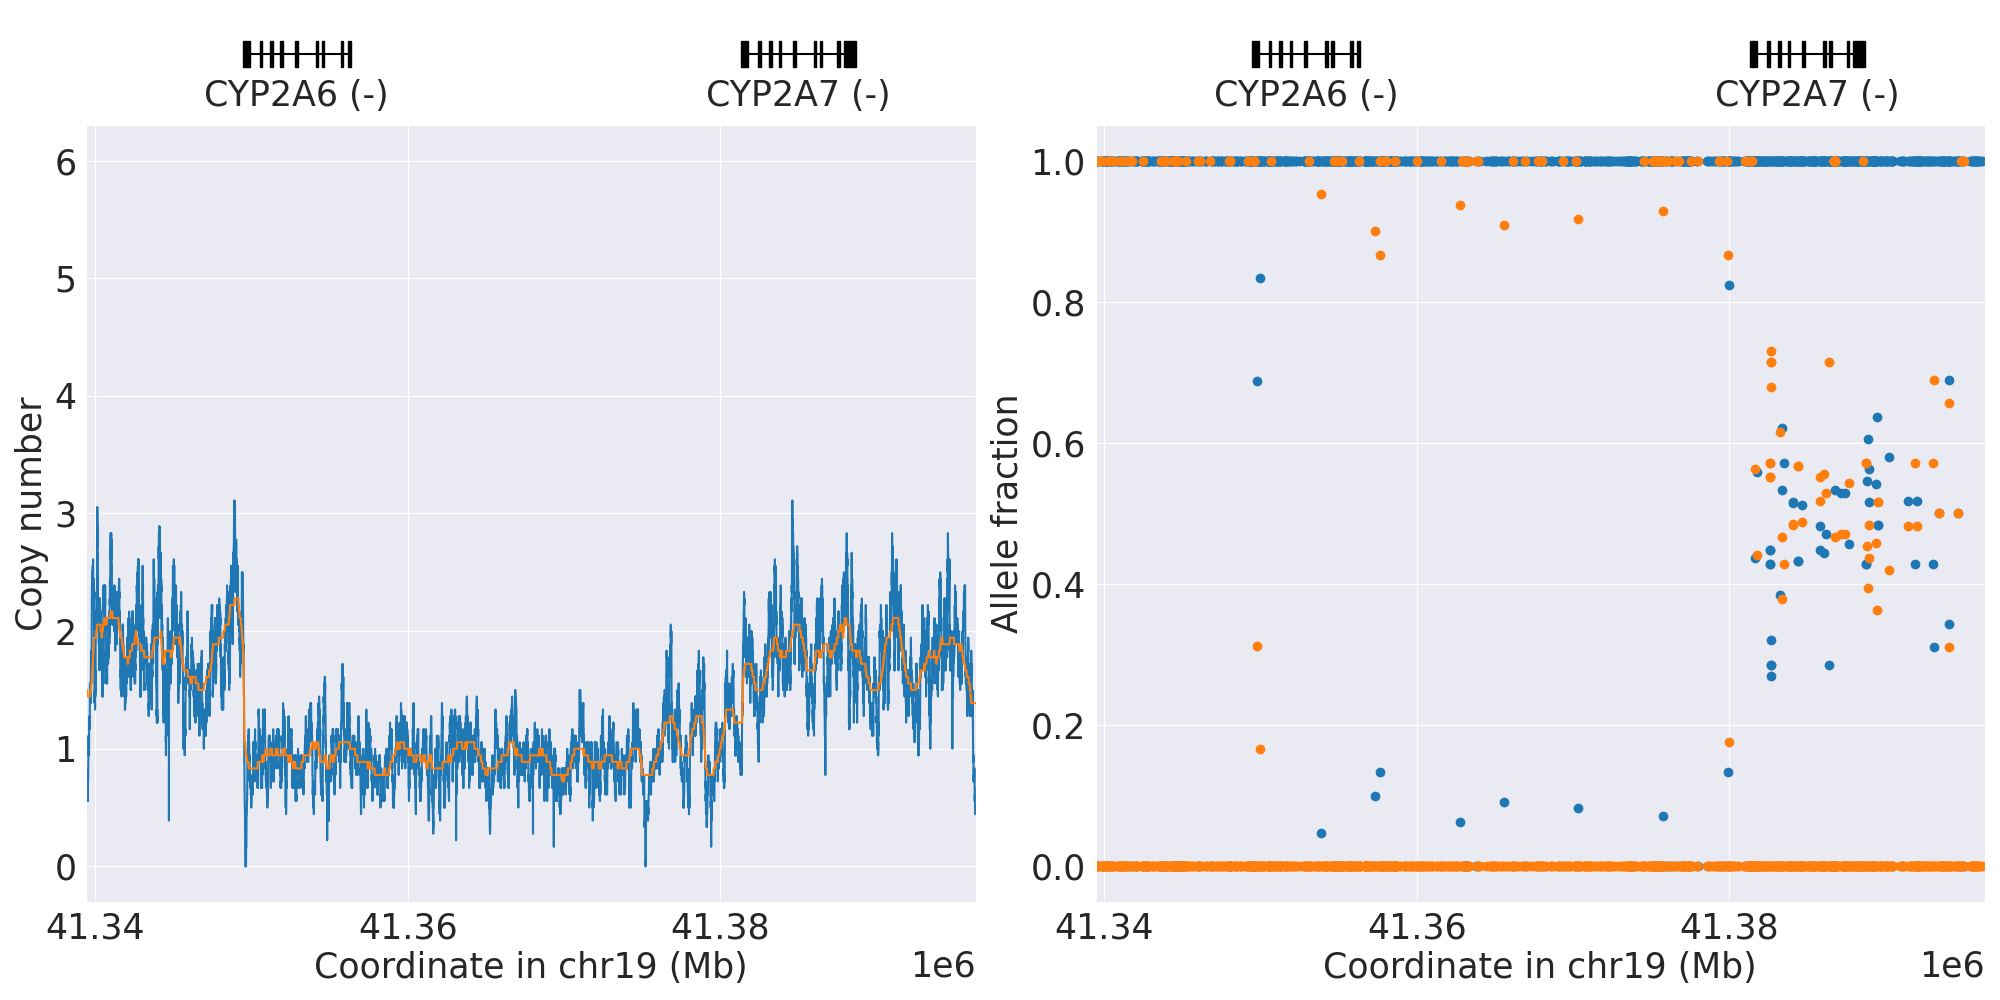 CYP2A6 (-)
CYP2A7 (-)
6
5
4
3
2
1
0
Copy number
41.34
41.36
41.38
Coordinate in chr19 (Mb)
1e6
CYP2A6 (-)
CYP2A7 (-)
1.0
0.8
0.6
0.4
0.2
0.0
Allele fraction
41.34
41.36
41.38
Coordinate in chr19 (Mb)
1e6